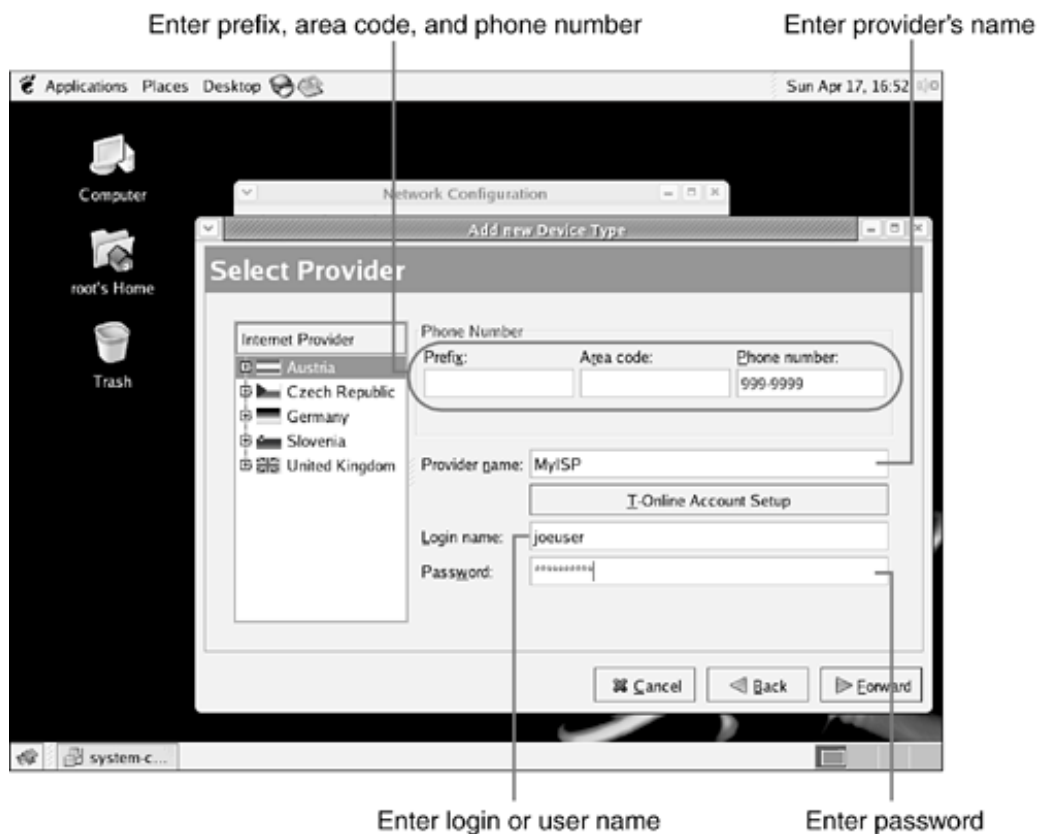 Enter prefix, area code, and phone number
Enter provider's name
Applications Places Desktop
Sun Apr 17, 16:52
Computer
root's Home
Trash
Network Configuration
Add new Device Type
Select Provider
Internet Provider
Austria
Czech Republic
Germany
Slovenia
United Kingdom
Phone Number
Prefix:
Area code:
Phone number:
999-9999
Provider name: MyISP
T-Online Account Setup
Login name: joeuser
Password: **********
Cancel
Back
Forward
system-c...
Enter login or user name
Enter password